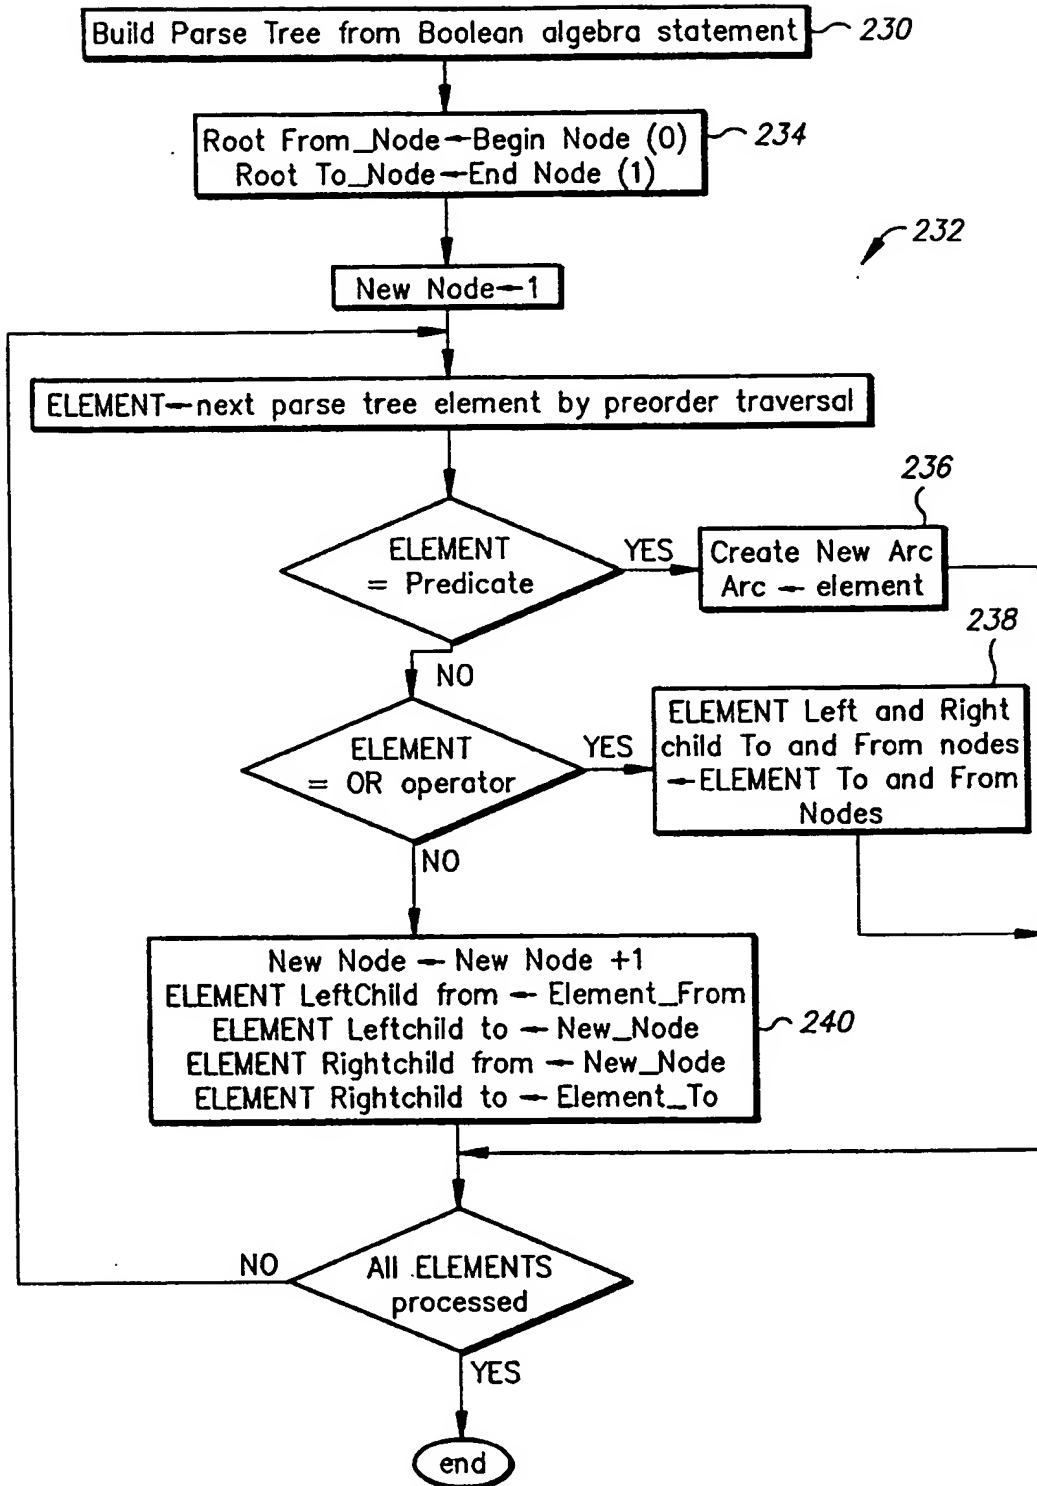 Build Parse Tree from Boolean algebra statement
230
Root From_Node←Begin Node (0)
Root To_Node←End Node (1)
234
232
New Node←1
ELEMENT←next parse tree element by preorder traversal
236
ELEMENT
= Predicate
YES
Create New Arc
Arc ← element
NO
238
ELEMENT
= OR operator
YES
ELEMENT Left and Right
child To and From nodes
←ELEMENT To and From
Nodes
NO
New Node ← New Node +1
ELEMENT LeftChild from ← Element_From
ELEMENT Leftchild to ← New_Node
ELEMENT Rightchild from ← New_Node
ELEMENT Rightchild to ← Element_To
240
NO
All ELEMENTS
processed
YES
end